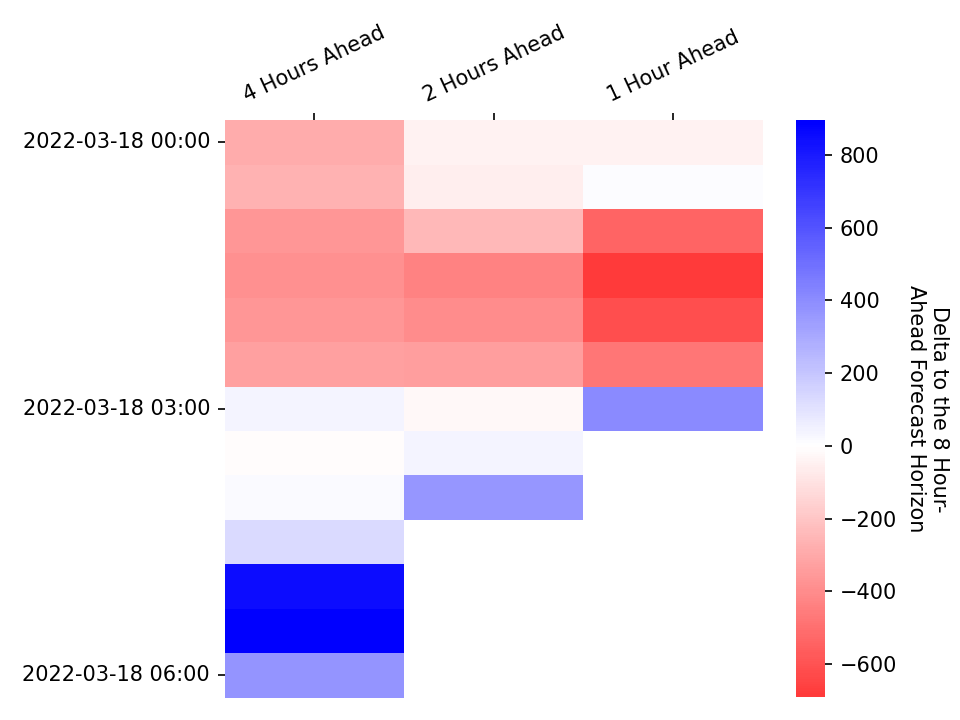 4 Hours Ahead
2 Hours Ahead
1 Hour Ahead
2022-03-18 00:00
2022-03-18 03:00
2022-03-18 06:00
800
600
400
200
0
−200
−400
−600
Delta to the 8 Hour-
Ahead Forecast Horizon